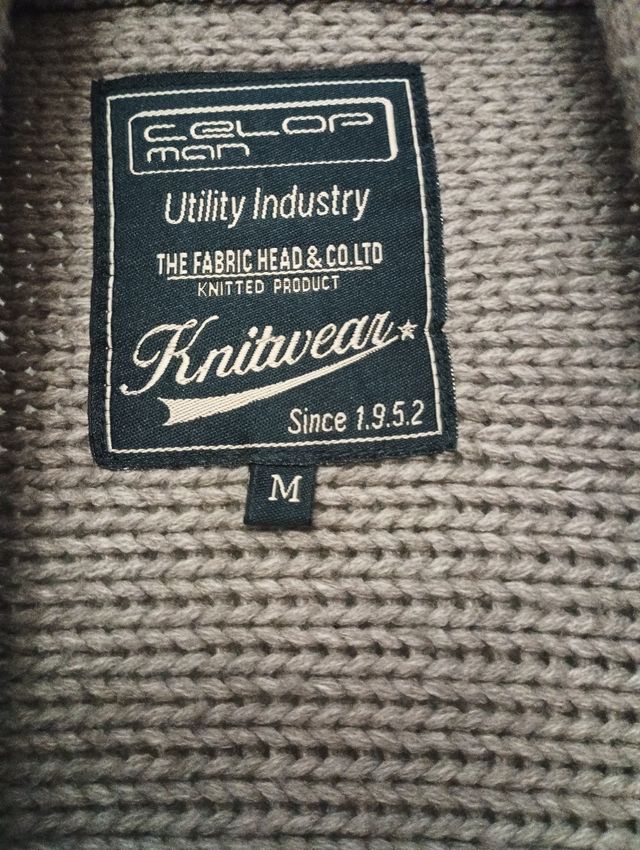 CELOP
man
Utility Industry
THE FABRIC HEAD & CO.LTD
KNITTED PRODUCT
Knitwear
Since 1.9.5.2
M